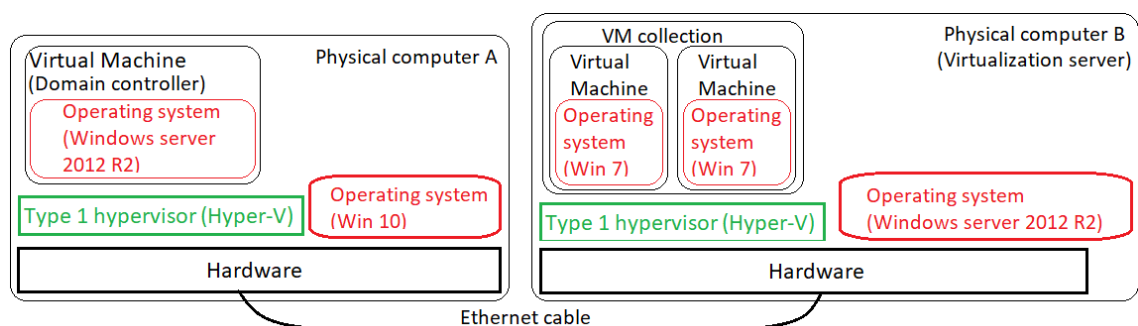 Virtual Machine
(Domain controller)
Operating system
(Windows server
2012 R2)
Physical computer A
Type 1 hypervisor (Hyper-V)
Operating system
(Win 10)
Hardware
VM collection
Virtual
Machine
Operating
system
(Win 7)
Virtual
Machine
Operating
system
(Win 7)
Physical computer B
(Virtualization server)
Type 1 hypervisor (Hyper-V)
Operating system
(Windows server 2012 R2)
Hardware
Ethernet cable